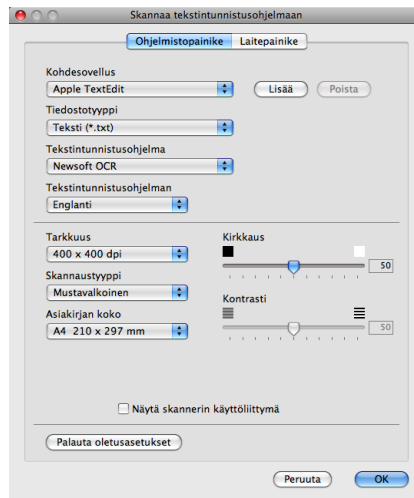 Skannaa tekstintunnistusohjelmaan
Ohjelmistopainike Laitepainike
Kohdesovellus
Apple TextEdit Lisää Poista
Tiedostotyyppi
Teksti (*.txt)
Tekstintunnistusohjelma
Newsoft OCR
Tekstintunnistusohjelman
Englanti
Tarkkuus Kirkkaus
400 x 400 dpi 50
Skannaustyyppi
Mustavalkoinen Kontrasti
Asiakirjan koko
A4 210 x 297 mm 50
Näytä skannerin käyttöliittymä
Palauta oletusasetukset
Peruuta OK